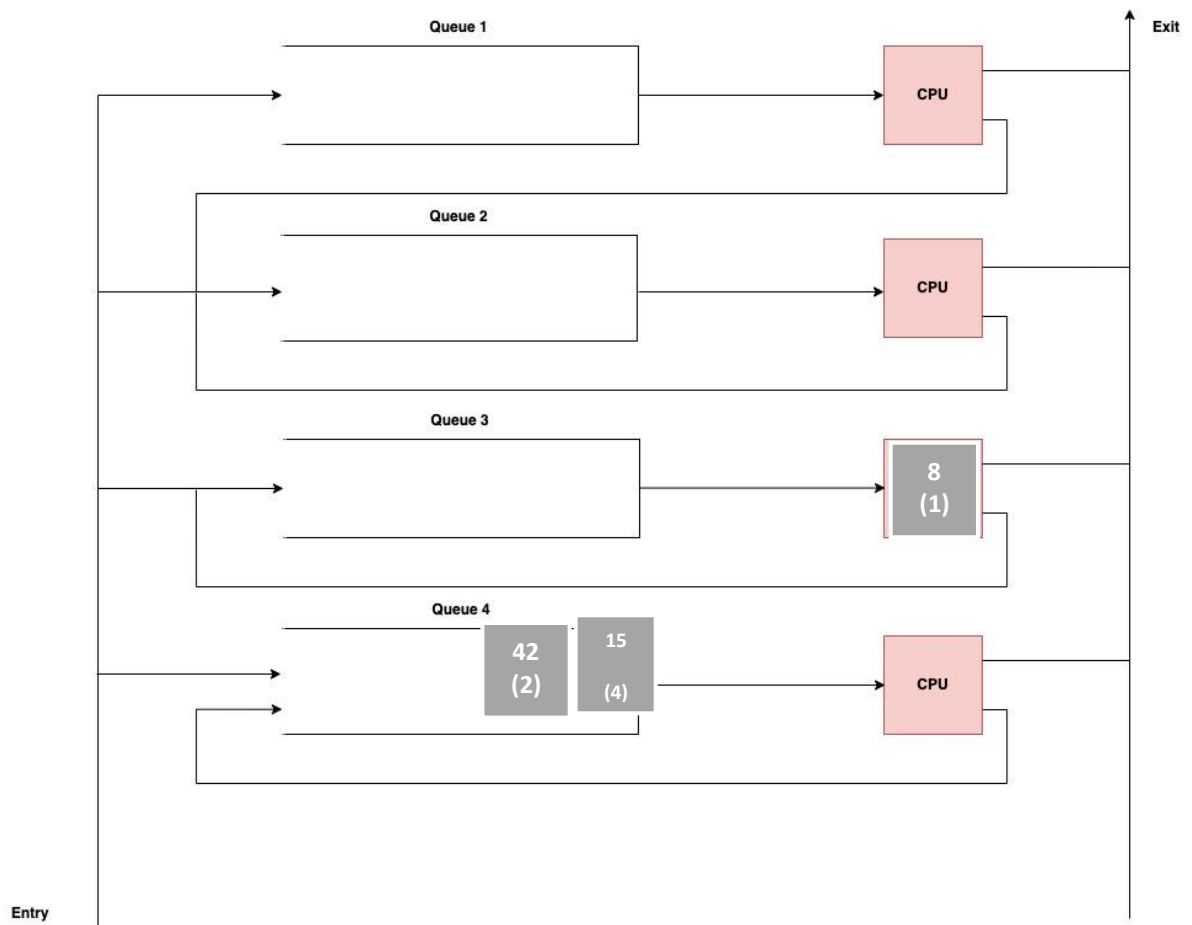 Queue 1
Exit
CPU
Queue 2
CPU
Queue 3
8
(1)
Queue 4
42
(2)
15
(4)
CPU
Entry